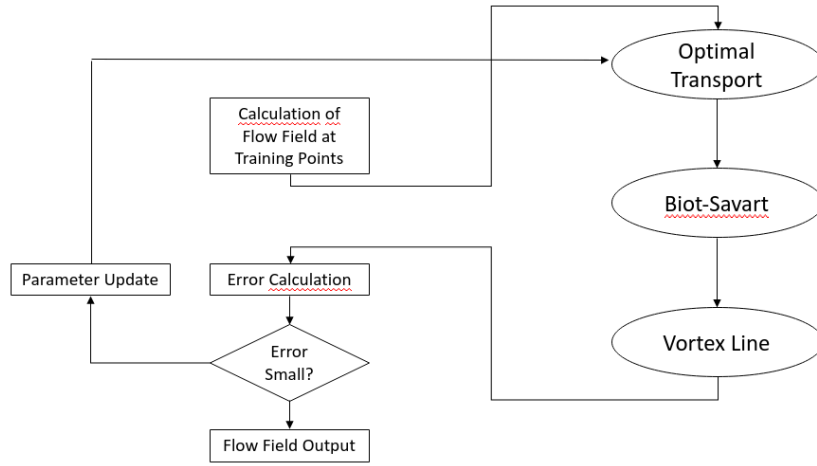 Optimal
Transport
Calculation of
Flow Field at
Training Points
Biot-Savart
Parameter Update
Error Calculation
Vortex Line
Error
Small?
Flow Field Output